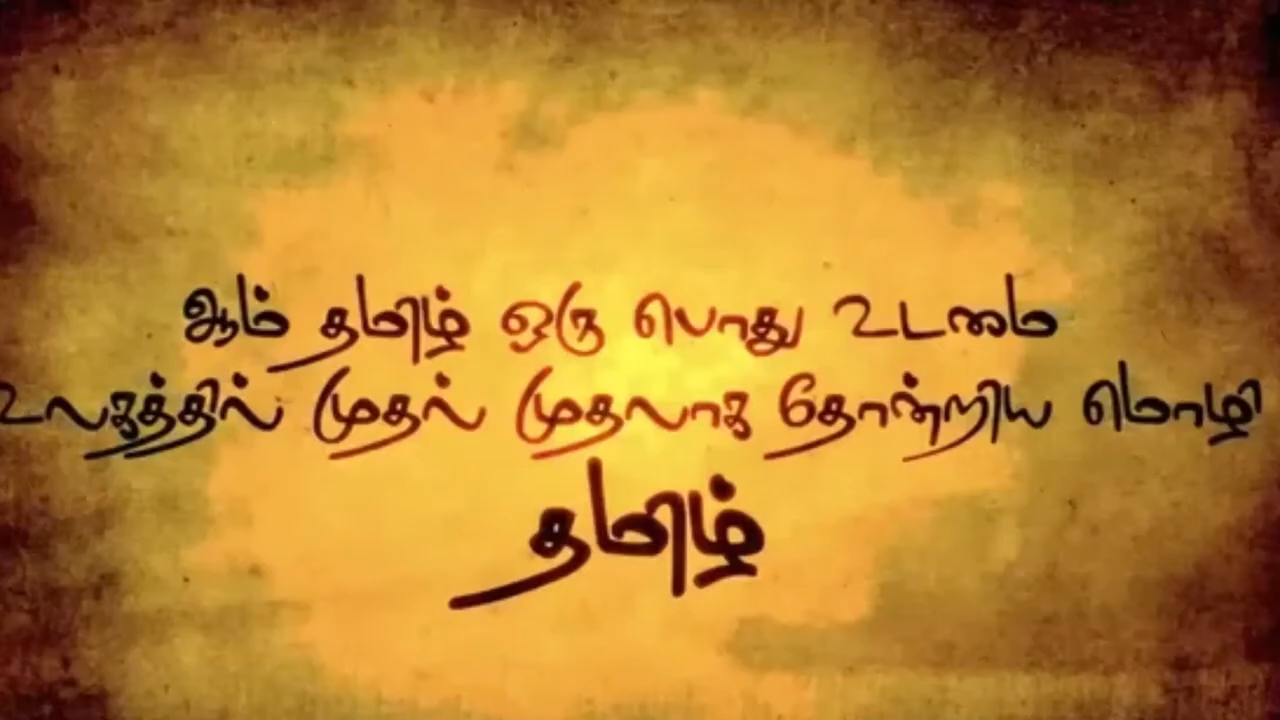 ஆம் தமிழ் ஒரு பொது உடமை
உலகத்தில் முதல் முதலாக தோன்றிய மொழி
தமிழ்